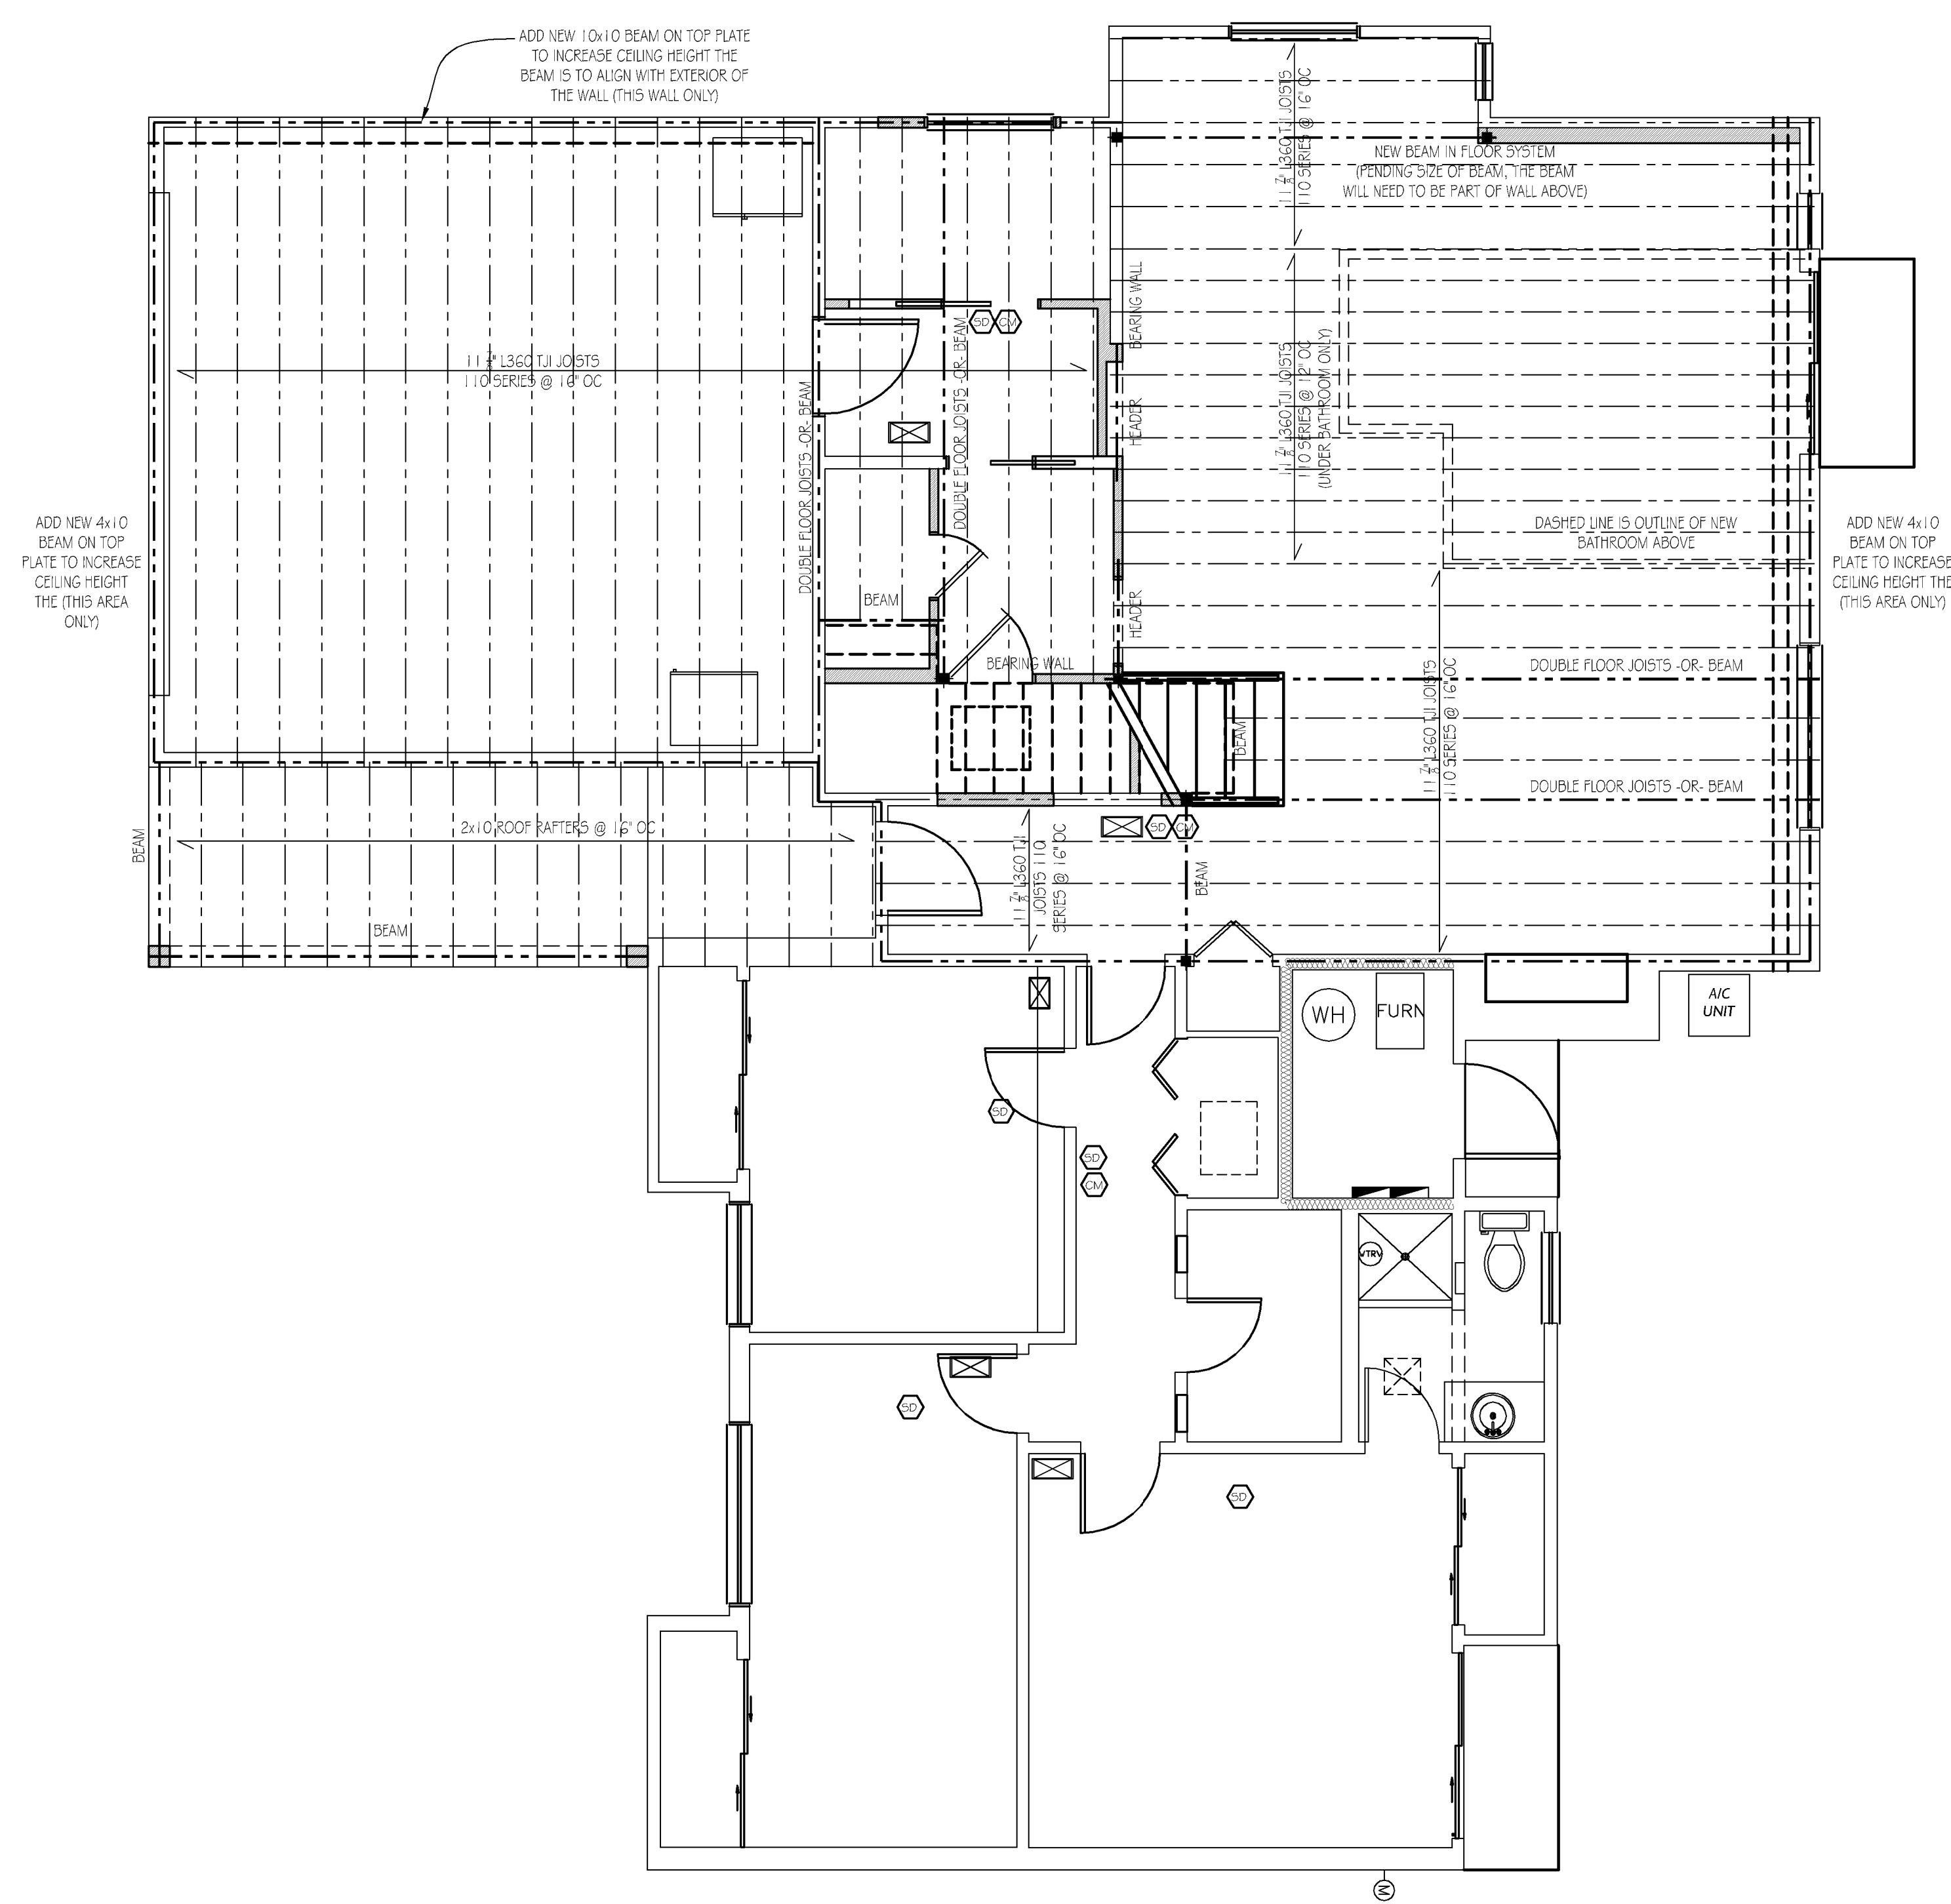 ADD NEW 10x10 BEAM ON TOP PLATE
TO INCREASE CEILING HEIGHT THE
BEAM IS TO ALIGN WITH EXTERIOR OF
THE WALL (THIS WALL ONLY)
11 7/8" L360 TJI JOISTS
110 SERIES @ 16" OC
NEW BEAM IN FLOOR SYSTEM
(PENDING SIZE OF BEAM, THE BEAM
WILL NEED TO BE PART OF WALL ABOVE)
BEARING WALL
SD
CM
DOUBLE FLOOR JOISTS -OR- BEAM
11 7/8" L360 TJI JOISTS
110 SERIES @ 16" OC
DOUBLE FLOOR JOISTS -OR- BEAM
HEADER
11 7/8" L360 TJI JOISTS
110 SERIES @ 12" OC
(UNDER BATHROOM ONLY)
ADD NEW 4x10
BEAM ON TOP
PLATE TO INCREASE
CEILING HEIGHT
THE (THIS AREA
ONLY)
DASHED LINE IS OUTLINE OF NEW
BATHROOM ABOVE
ADD NEW 4x10
BEAM ON TOP
PLATE TO INCREASE
CEILING HEIGHT THE
(THIS AREA ONLY)
BEAM
HEADER
BEARING WALL
DOUBLE FLOOR JOISTS -OR- BEAM
11 7/8" L360 TJI JOISTS
110 SERIES @ 16" OC
BEAM
DOUBLE FLOOR JOISTS -OR- BEAM
BEAM
2x10 ROOF RAFTERS @ 16" OC
11 7/8" L360 TJI
JOISTS 110
SERIES @ 16" OC
SD
CM
BEAM
BEAM
WH
FURN
A/C
UNIT
SD
SD
CM
WTRV
SD
SD
M